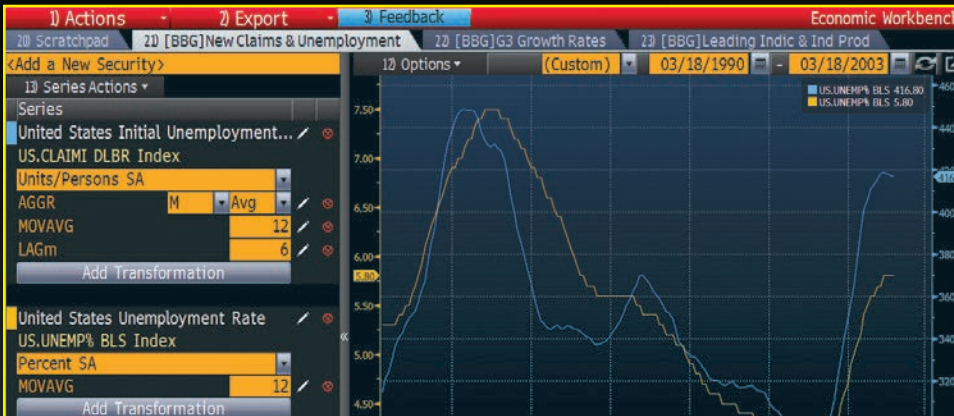 1) Actions 2) Export 3) Feedback Economic Workbench
20) Scratchpad 21) [BBG]New Claims & Unemployment 22) [BBG]G3 Growth Rates 23) [BBG]Leading Indic & Ind Prod
<Add a New Security>
12) Options (Custom) 03/18/1990 - 03/18/2003
13) Series Actions
Series
United States Initial Unemployment...
US.CLAIMI DLBR Index
Units/Persons SA
AGGR M Avg
MOVAVG 12
LAGm 6
Add Transformation
United States Unemployment Rate
US.UNEMP% BLS Index
Percent SA
MOVAVG 12
Add Transformation
«
7.50
7.00
6.50
6.00
5.80
5.50
5.00
4.50
US.UNEMP% BLS 416.80
US.UNEMP% BLS 5.80
460
440
416
400
380
360
340
320